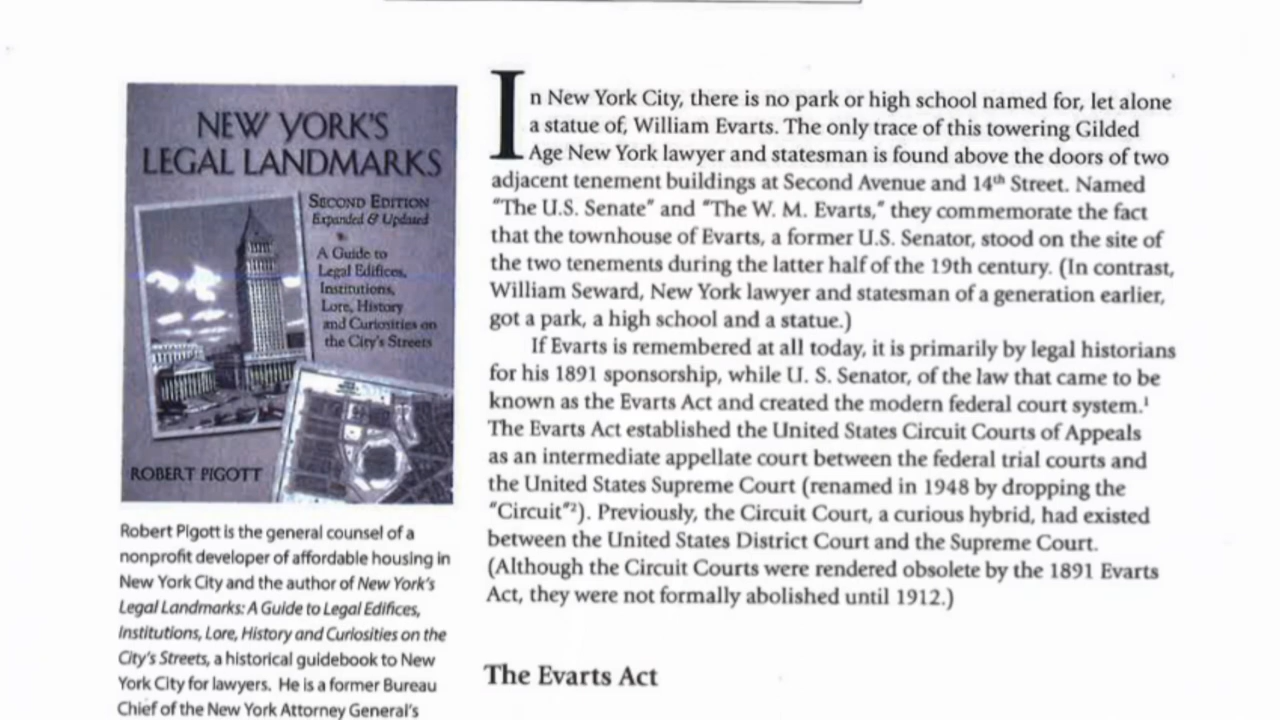 NEW YORK'S
LEGAL LANDMARKS
SECOND EDITION
Expanded & Updated
A Guide to
Legal Edifices,
Institutions,
Lore, History
and Curiosities on
the City's Streets
ROBERT PIGOTT
Robert Pigott is the general counsel of a
nonprofit developer of affordable housing in
New York City and the author of New York's
Legal Landmarks: A Guide to Legal Edifices,
Institutions, Lore, History and Curiosities on the
City's Streets, a historical guidebook to New
York City for lawyers. He is a former Bureau
Chief of the New York Attorney General's
In New York City, there is no park or high school named for, let alone
a statue of, William Evarts. The only trace of this towering Gilded
Age New York lawyer and statesman is found above the doors of two
adjacent tenement buildings at Second Avenue and 14th Street. Named
"The U.S. Senate" and "The W. M. Evarts," they commemorate the fact
that the townhouse of Evarts, a former U.S. Senator, stood on the site of
the two tenements during the latter half of the 19th century. (In contrast,
William Seward, New York lawyer and statesman of a generation earlier,
got a park, a high school and a statue.)
If Evarts is remembered at all today, it is primarily by legal historians
for his 1891 sponsorship, while U. S. Senator, of the law that came to be
known as the Evarts Act and created the modern federal court system.¹
The Evarts Act established the United States Circuit Courts of Appeals
as an intermediate appellate court between the federal trial courts and
the United States Supreme Court (renamed in 1948 by dropping the
"Circuit"²). Previously, the Circuit Court, a curious hybrid, had existed
between the United States District Court and the Supreme Court.
(Although the Circuit Courts were rendered obsolete by the 1891 Evarts
Act, they were not formally abolished until 1912.)
The Evarts Act